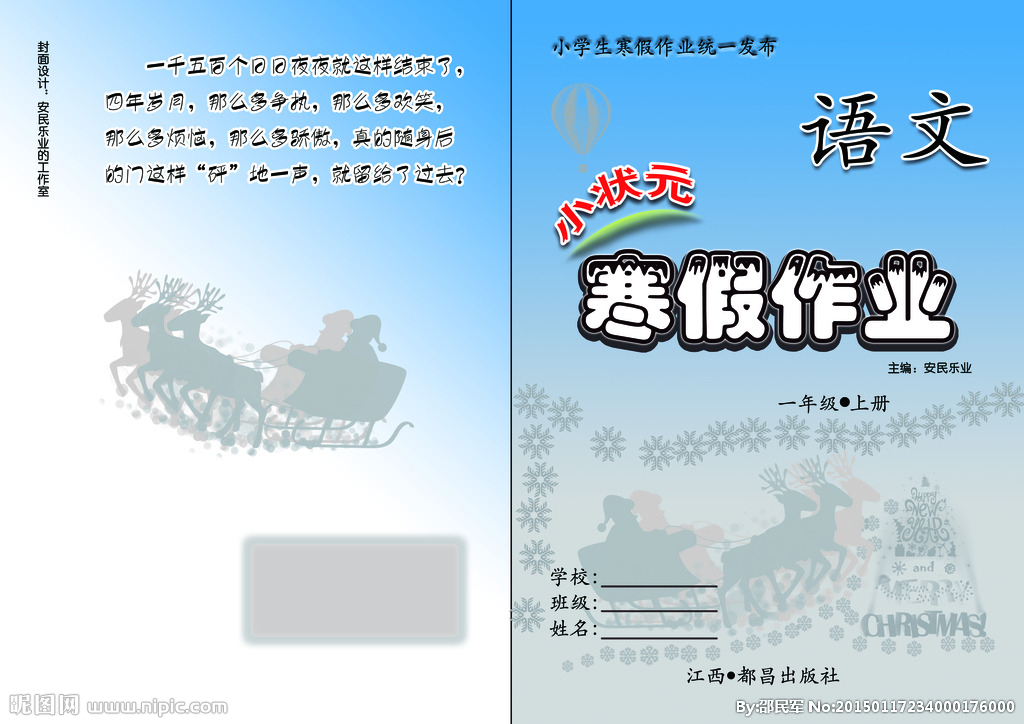 封面设计：安民乐业的工作室
一千五百个日日夜夜就这样结束了，
四年岁月，那么多争执，那么多欢笑，
那么多烦恼，那么多骄傲，真的随身后
的门这样“砰”地一声，就留给了过去？
小学生寒假作业统一发布
语文
小状元
寒假作业
主编：安民乐业
一年级●上册
HAPPY
NEW
YEAR
and
MERRY
CHRISTMAS!
学校：
班级：
姓名：
江西●都昌出版社
昵图网 www.nipic.com
By:邵民军 No:20150117234000176000